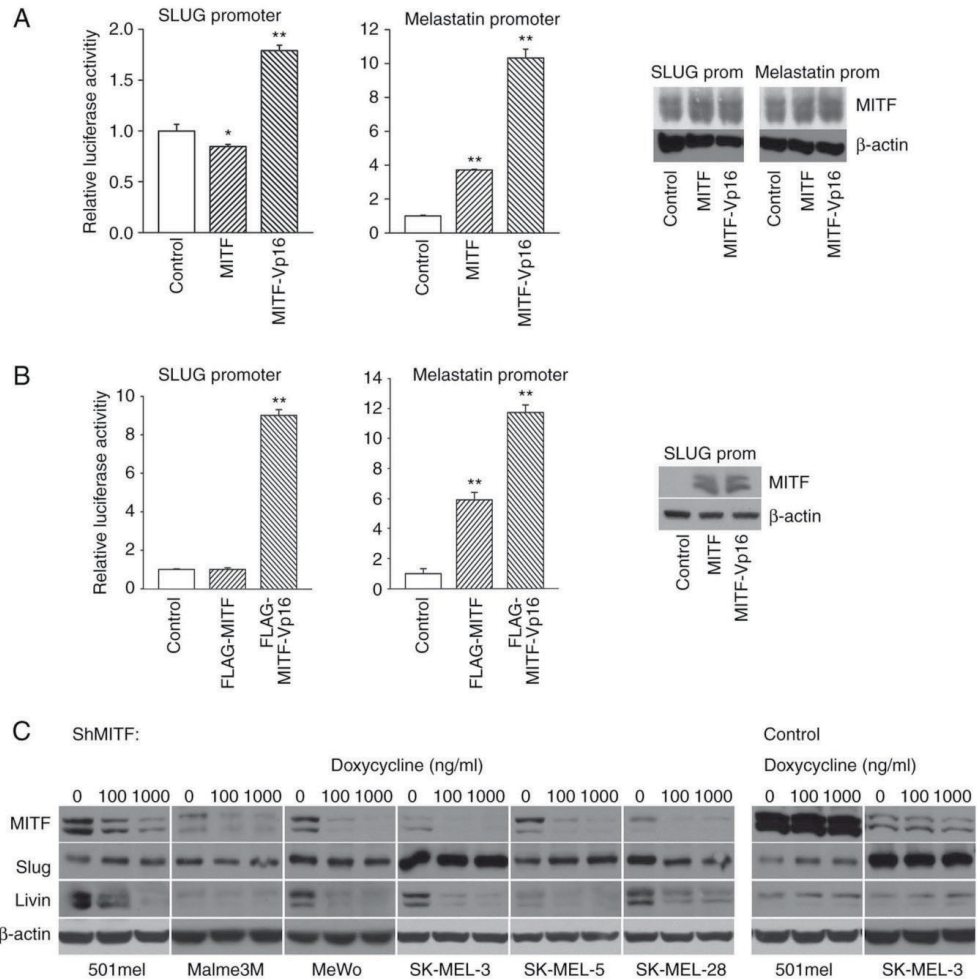 A
SLUG promoter
Relative luciferase activitiy
2.0
1.5
1.0
0.5
0.0
*
**
Control
MITF
MITF-Vp16
Melastatin promoter
12
10
8
6
4
2
0
**
**
Control
MITF
MITF-Vp16
SLUG prom Melastatin prom
MITF
β-actin
Control
MITF
MITF-Vp16
Control
MITF
MITF-Vp16
B
SLUG promoter
Relative luciferase activitiy
10
8
6
4
2
0
**
Control
FLAG-MITF
FLAG-
MITF-Vp16
Melastatin promoter
14
12
10
8
6
4
2
0
**
**
Control
FLAG-MITF
FLAG-
MITF-Vp16
SLUG prom
MITF
β-actin
Control
MITF
MITF-Vp16
C
ShMITF: Control
Doxycycline (ng/ml) Doxycycline (ng/ml)
0 100 1000 0 100 1000 0 100 1000 0 100 1000 0 100 1000 0 100 1000 0 100 1000 0 100 1000
MITF
Slug
Livin
β-actin
501mel Malme3M MeWo SK-MEL-3 SK-MEL-5 SK-MEL-28 501mel SK-MEL-3